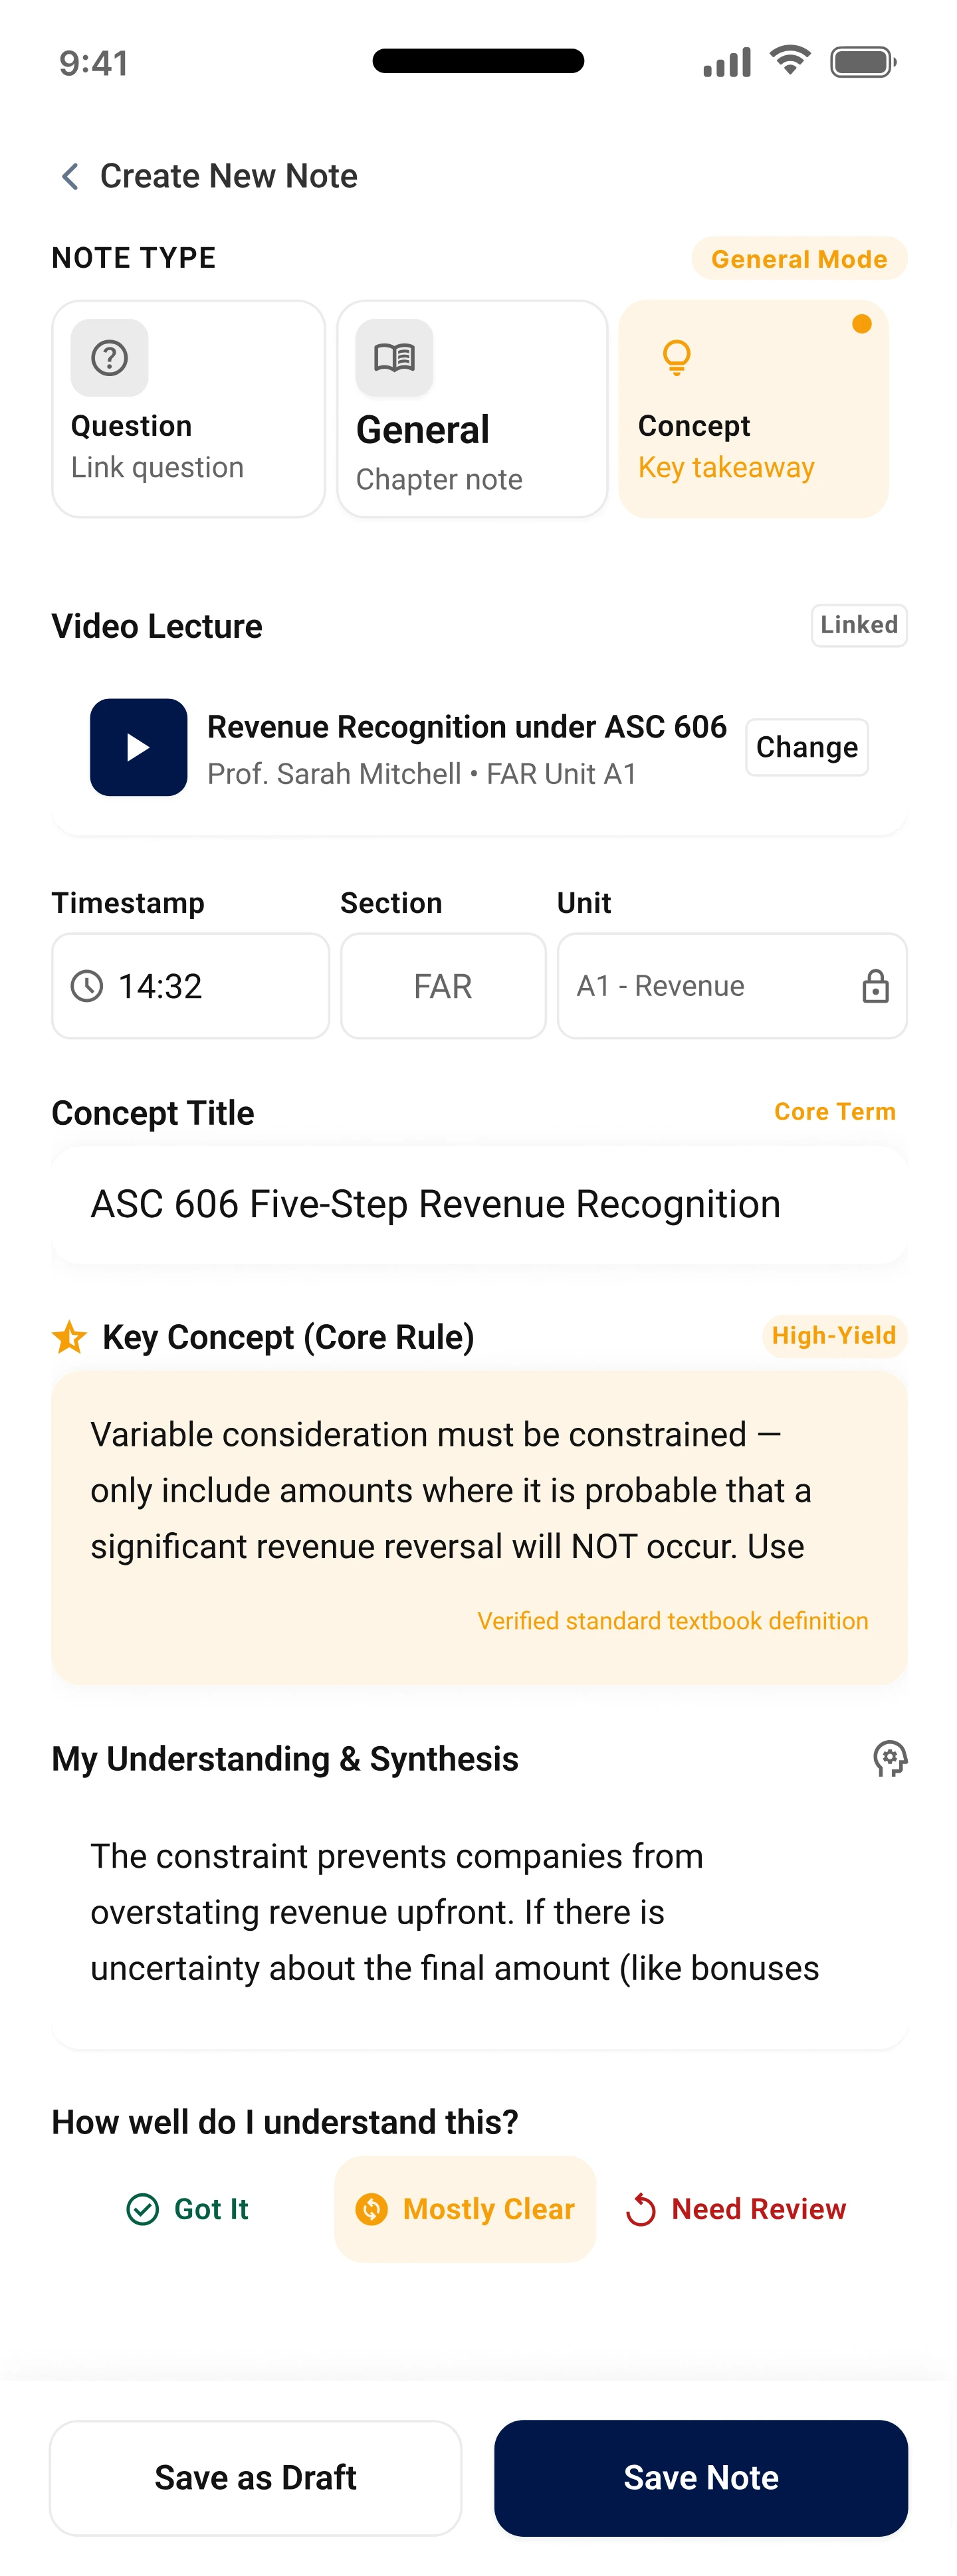 9:41
Create New Note
NOTE TYPE
General Mode
Question
Link question
General
Chapter note
Concept
Key takeaway
Video Lecture
Linked
Revenue Recognition under ASC 606
Prof. Sarah Mitchell • FAR Unit A1
Change
Timestamp
Section
Unit
14:32
FAR
A1 - Revenue
Concept Title
Core Term
ASC 606 Five-Step Revenue Recognition
Key Concept (Core Rule)
High-Yield
Variable consideration must be constrained —
only include amounts where it is probable that a
significant revenue reversal will NOT occur. Use
Verified standard textbook definition
My Understanding & Synthesis
The constraint prevents companies from
overstating revenue upfront. If there is
uncertainty about the final amount (like bonuses
How well do I understand this?
Got It
Mostly Clear
Need Review
Save as Draft
Save Note